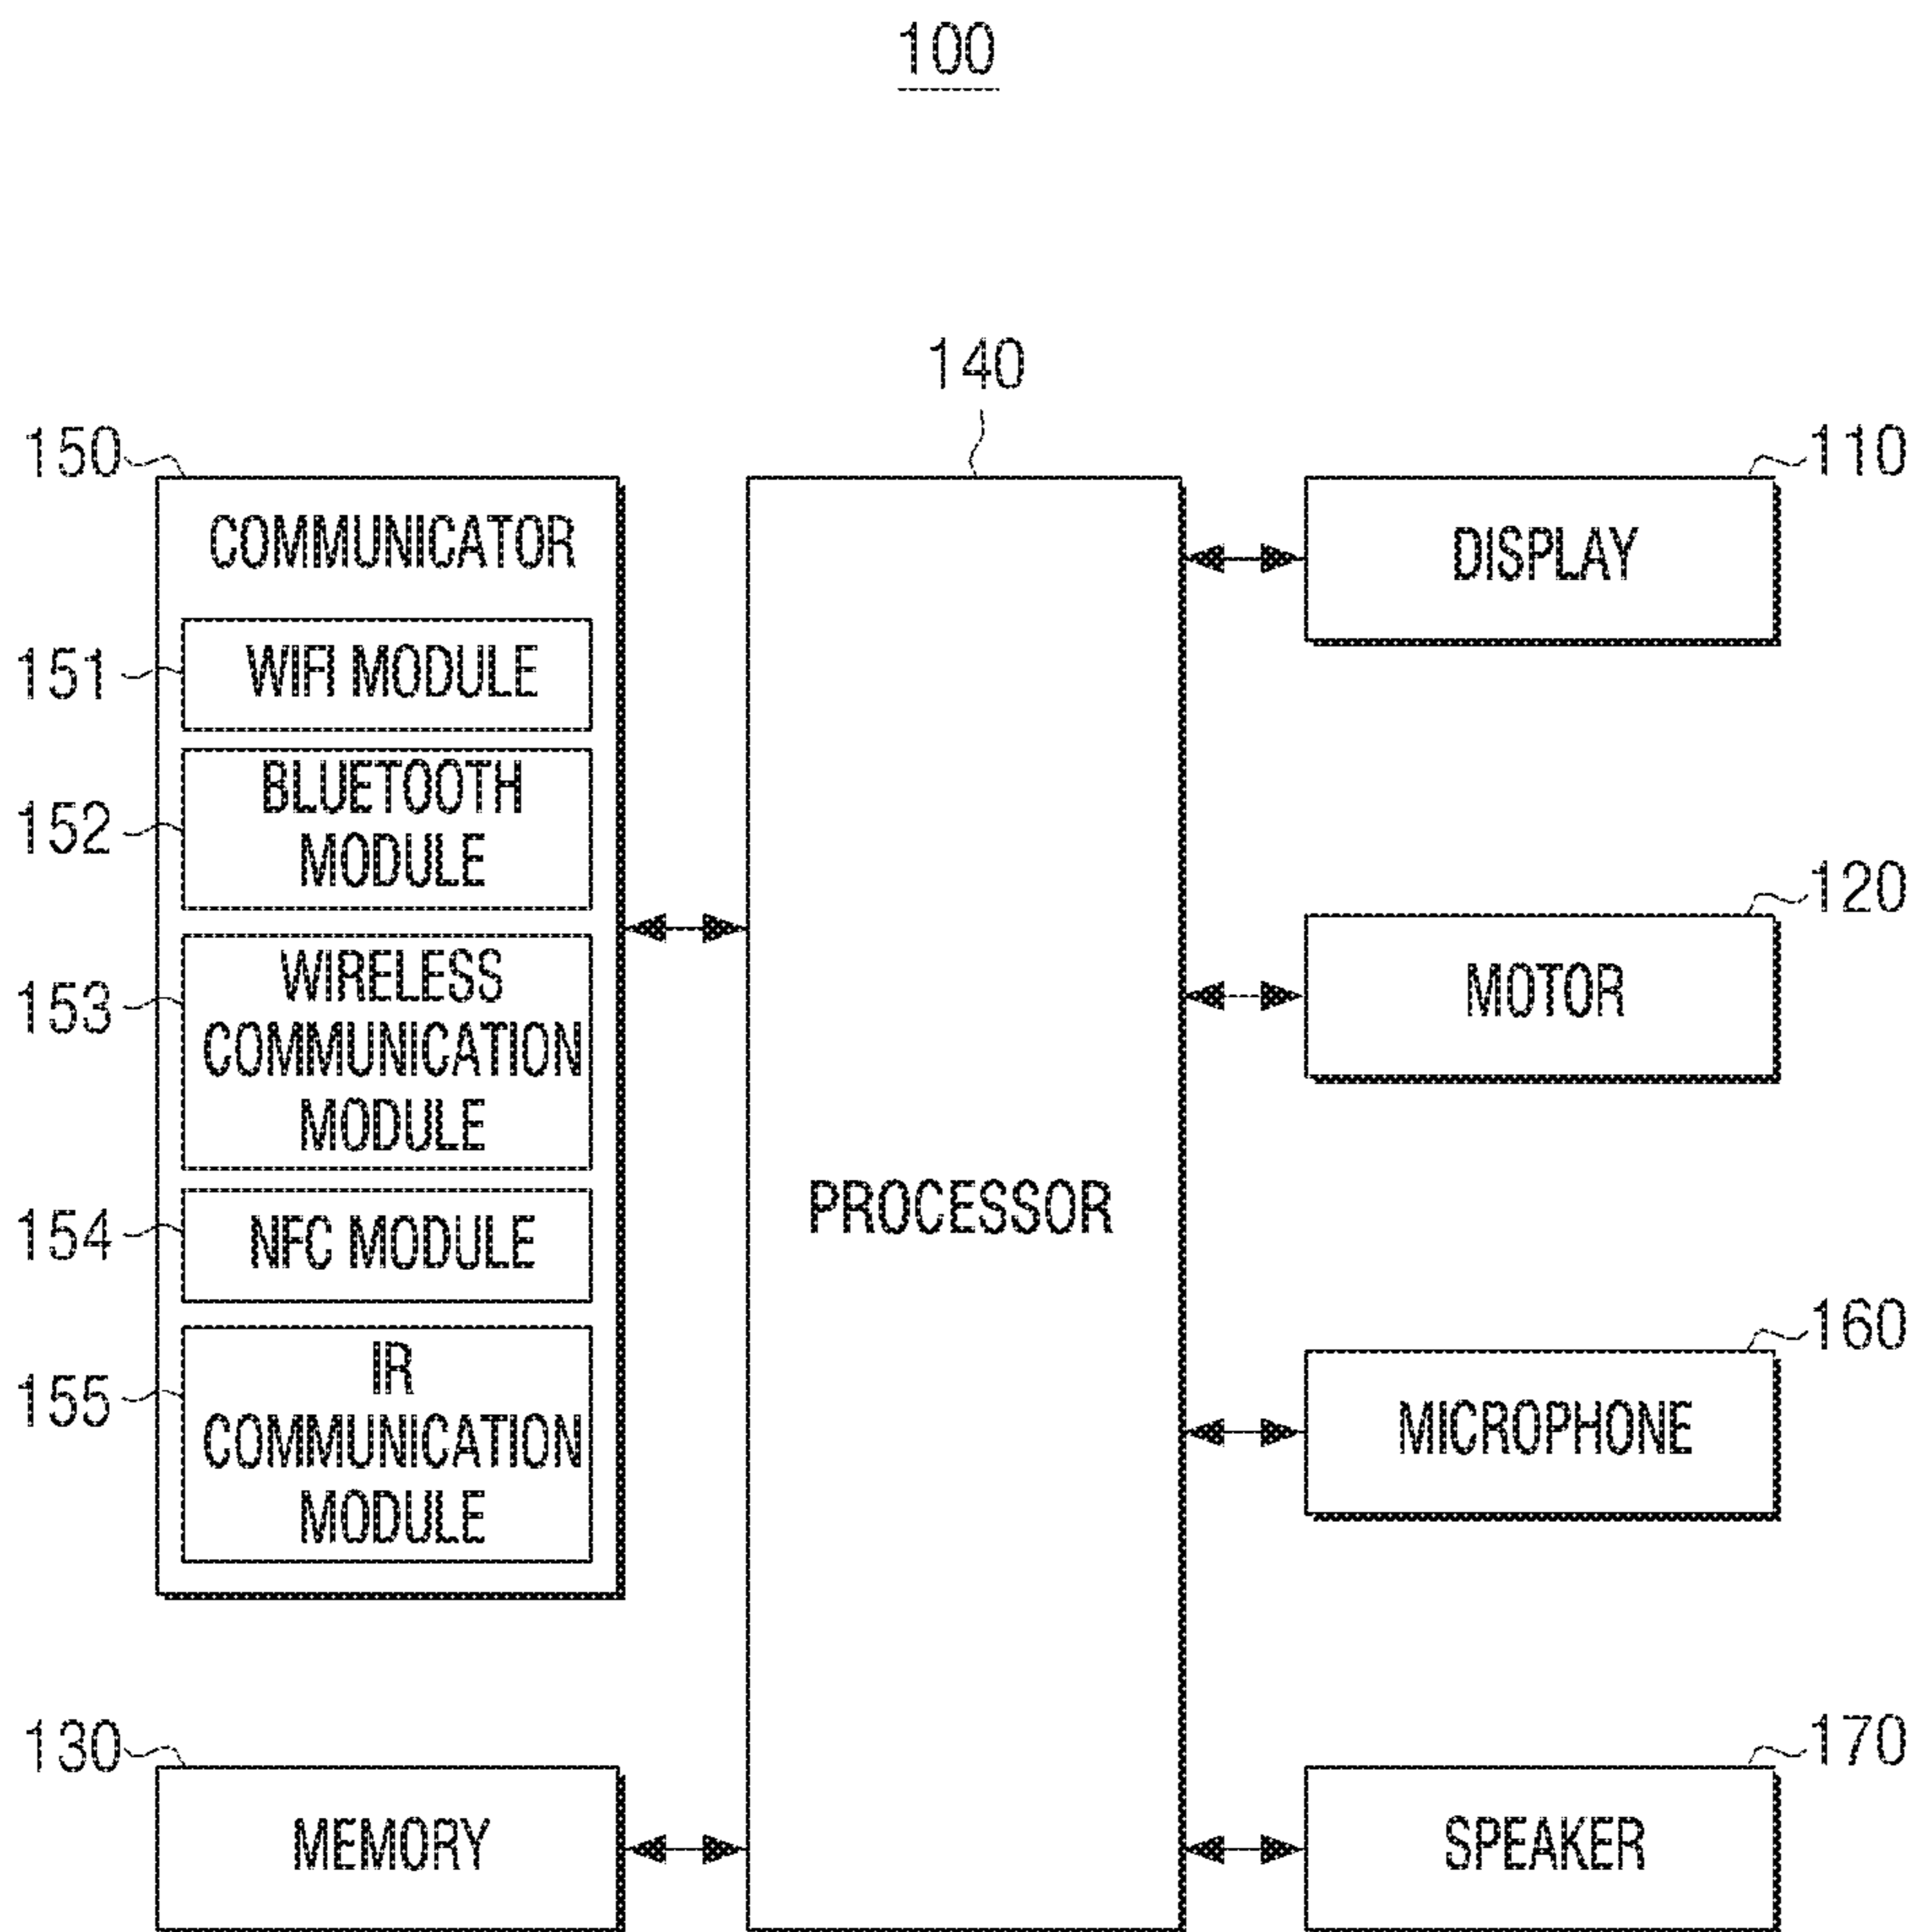 100
140
150
COMMUNICATOR
151
WIFI MODULE
152
BLUETOOTH
MODULE
153
WIRELESS
COMMUNICATION
MODULE
154
NFC MODULE
155
IR
COMMUNICATION
MODULE
130
MEMORY
PROCESSOR
110
DISPLAY
120
MOTOR
160
MICROPHONE
170
SPEAKER